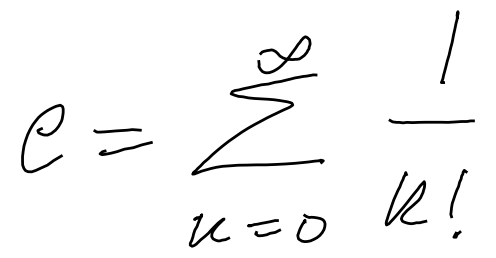 e = ∑_{k=0}^{∞} 1/k!